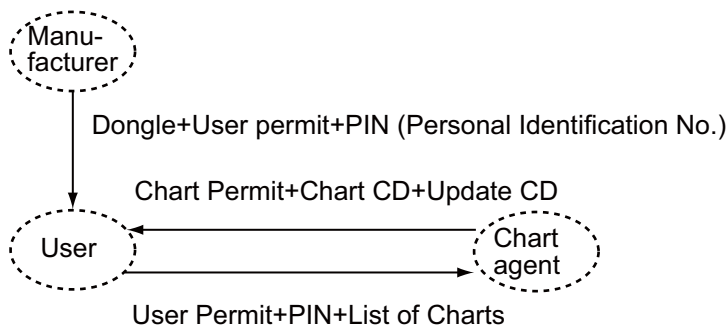 Manu-
facturer
Dongle+User permit+PIN (Personal Identification No.)
Chart Permit+Chart CD+Update CD
User
Chart
agent
User Permit+PIN+List of Charts